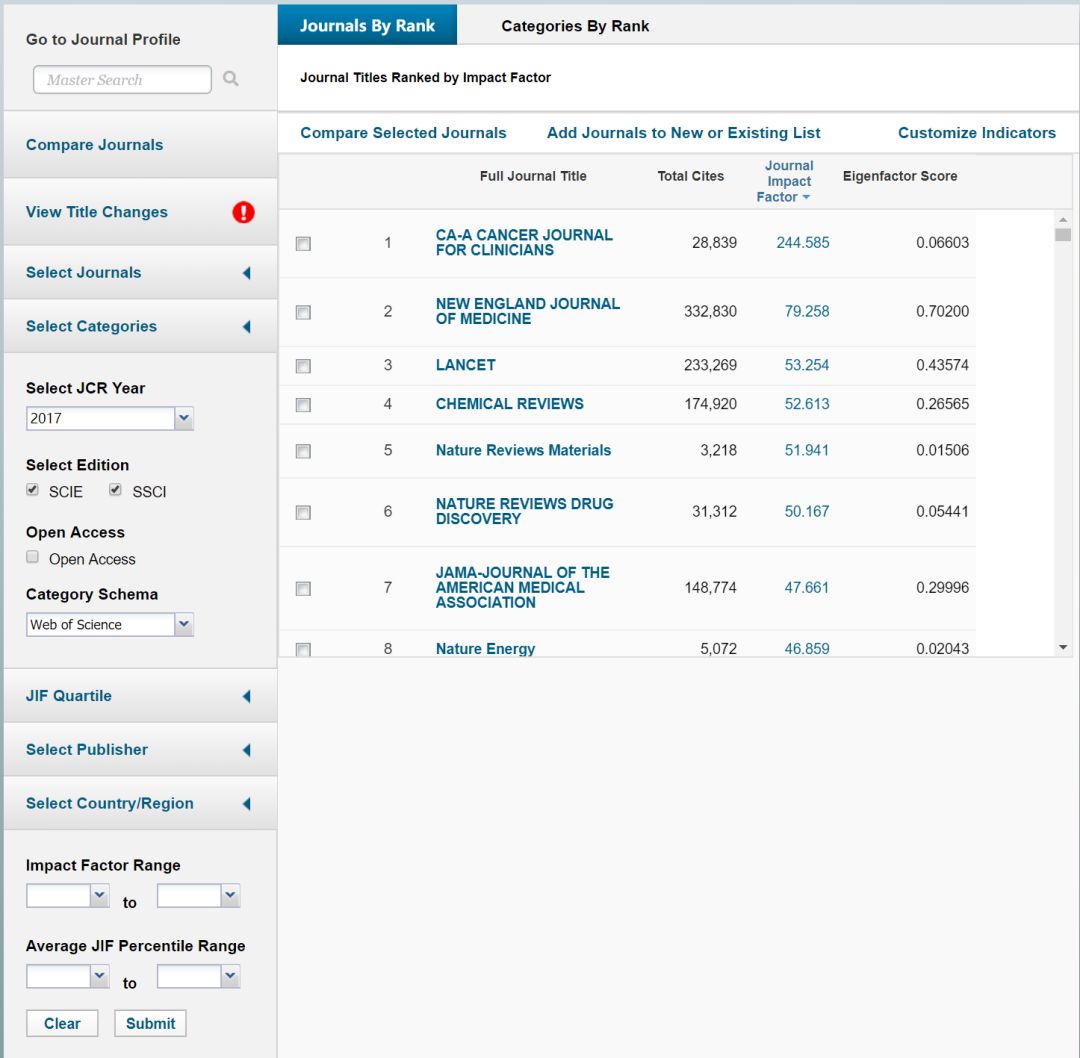 Go to Journal Profile
Master Search
Compare Journals
View Title Changes
Select Journals
Select Categories
Select JCR Year
2017
Select Edition
SCIE SSCI
Open Access
Open Access
Category Schema
Web of Science
JIF Quartile
Select Publisher
Select Country/Region
Impact Factor Range
to
Average JIF Percentile Range
to
Clear Submit
Journals By Rank Categories By Rank
Journal Titles Ranked by Impact Factor
Compare Selected Journals Add Journals to New or Existing List Customize Indicators
Full Journal Title Total Cites Journal Impact Factor Eigenfactor Score
1 CA-A CANCER JOURNAL FOR CLINICIANS 28,839 244.585 0.06603
2 NEW ENGLAND JOURNAL OF MEDICINE 332,830 79.258 0.70200
3 LANCET 233,269 53.254 0.43574
4 CHEMICAL REVIEWS 174,920 52.613 0.26565
5 Nature Reviews Materials 3,218 51.941 0.01506
6 NATURE REVIEWS DRUG DISCOVERY 31,312 50.167 0.05441
7 JAMA-JOURNAL OF THE AMERICAN MEDICAL ASSOCIATION 148,774 47.661 0.29996
8 Nature Energy 5,072 46.859 0.02043